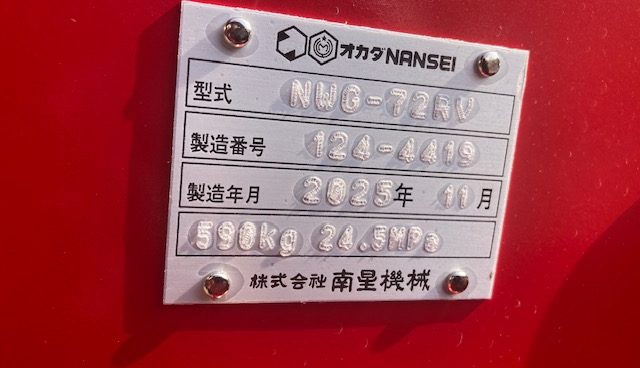 オカダNANSEI
型式 NWG-72RV
製造番号 124-4419
製造年月 2025年 11月
590kg 24.5MPa
株式会社 南星機械